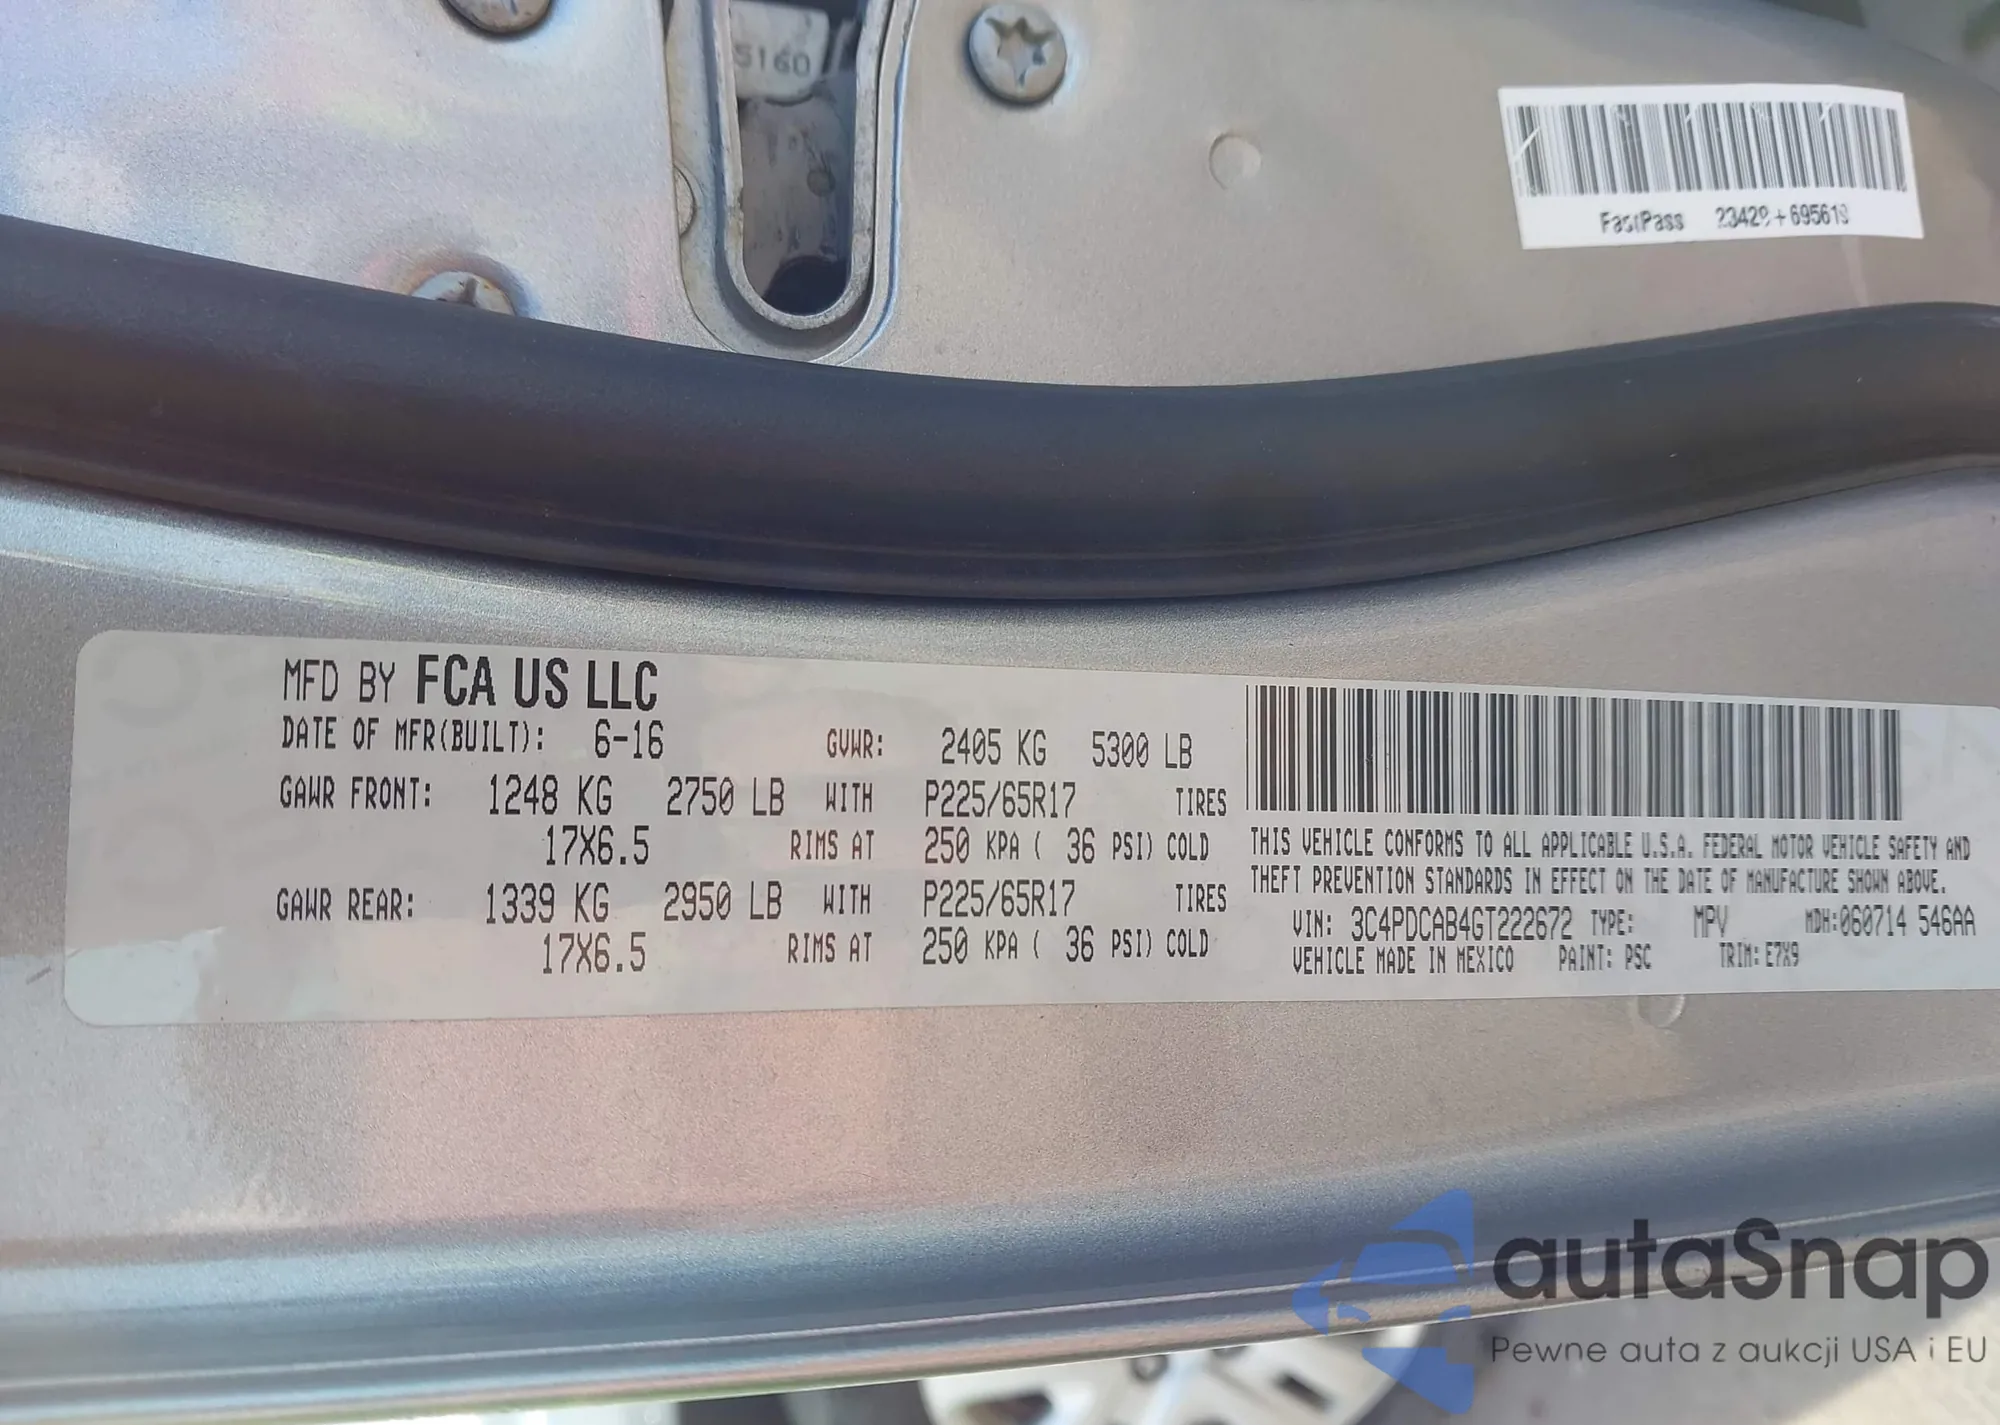 5160
FastPass 23429+695619
MFD BY FCA US LLC
DATE OF MFR(BUILT): 6-16 GVWR: 2405 KG 5300 LB
GAWR FRONT: 1248 KG 2750 LB WITH P225/65R17 TIRES
17X6.5 RIMS AT 250 KPA ( 36 PSI) COLD
GAWR REAR: 1339 KG 2950 LB WITH P225/65R17 TIRES
17X6.5 RIMS AT 250 KPA ( 36 PSI) COLD
THIS VEHICLE CONFORMS TO ALL APPLICABLE U.S.A. FEDERAL MOTOR VEHICLE SAFETY AND
THEFT PREVENTION STANDARDS IN EFFECT ON THE DATE OF MANUFACTURE SHOWN ABOVE.
VIN: 3C4PDCAB4GT222672 TYPE: MPV MDH:060714 546AA
VEHICLE MADE IN MEXICO PAINT: PSC TRIM: E7X9
autaSnap
Pewne auta z aukcji USA i EU